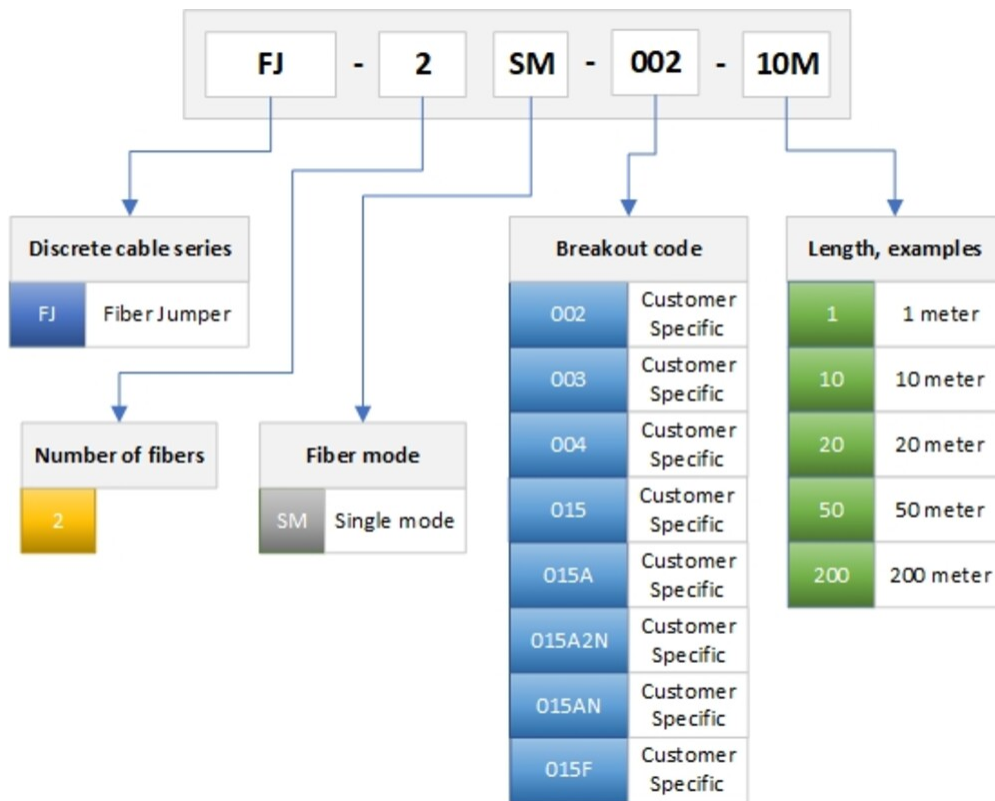 FJ - 2 SM - 002 - 10M
Discrete cable series
FJ Fiber Jumper
Number of fibers
2
Fiber mode
SM Single mode
Breakout code
002 Customer
Specific
003 Customer
Specific
004 Customer
Specific
015 Customer
Specific
015A Customer
Specific
015A2N Customer
Specific
015AN Customer
Specific
015F Customer
Specific
Length, examples
1 1 meter
10 10 meter
20 20 meter
50 50 meter
200 200 meter